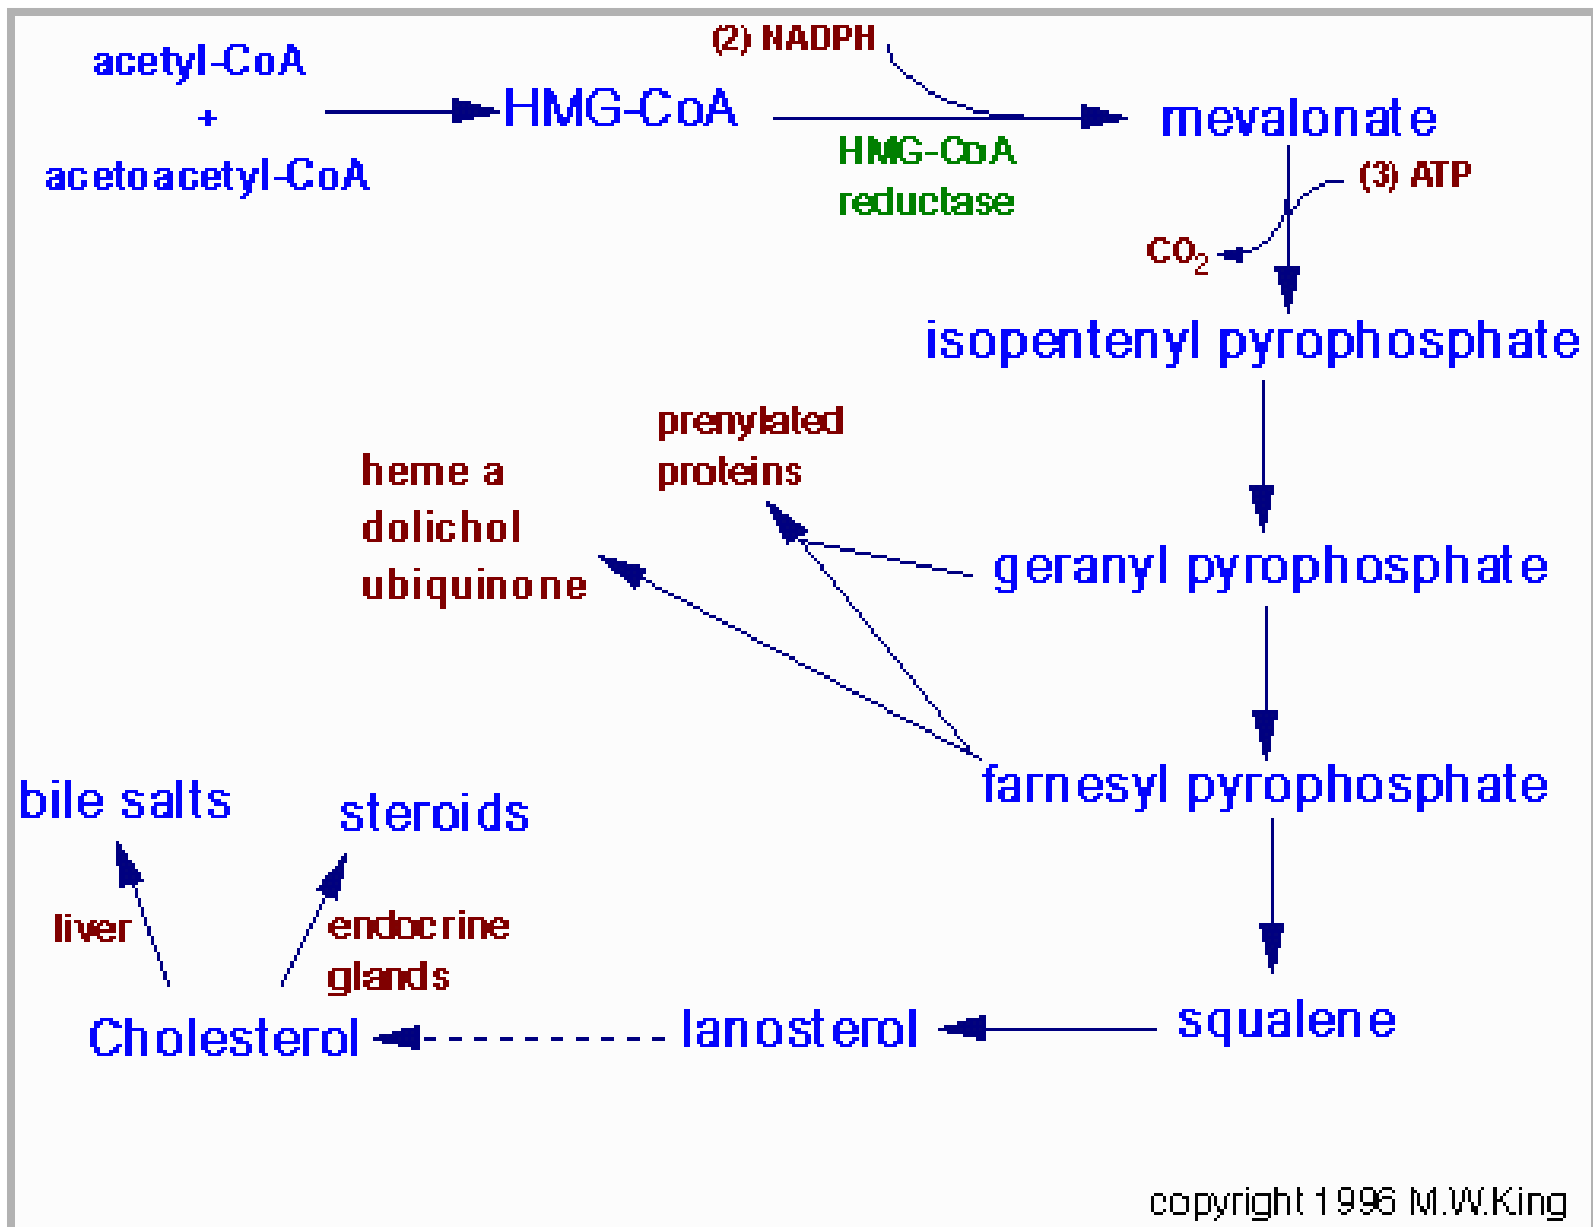 acetyl-CoA
+
acetoacetyl-CoA
HMG-CoA
(2) NADPH
HMG-CoA
reductase
mevalonate
(3) ATP
CO2
isopentenyl pyrophosphate
prenylated
proteins
heme a
dolichol
ubiquinone
geranyl pyrophosphate
farnesyl pyrophosphate
bile salts
steroids
liver
endocrine
glands
Cholesterol
lanosterol
squalene
copyright 1996 M.W.King